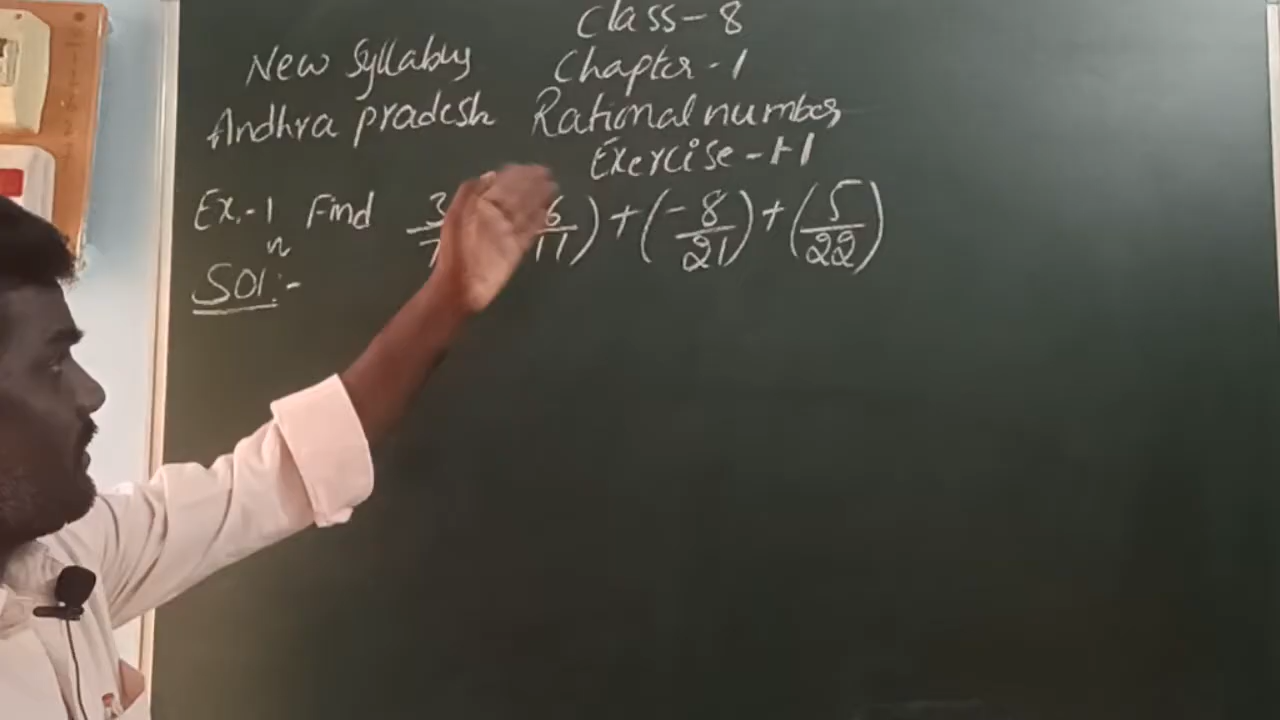 Class-8
New Syllabus Chapter-1
Andhra pradesh Rational number
Exercise-1.1
Ex.-1 Find 3/7 6/11) + (-8/21) + (5/22)
Sol:-
n